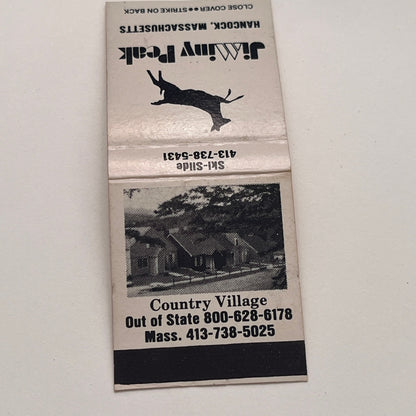 CLOSE COVER • • STRIKE ON BACK
HANCOCK, MASSACHUSETTS
Jiminy Peak
Ski-Slide
413-738-5431
Country Village
Out of State 800-628-6178
Mass. 413-738-5025